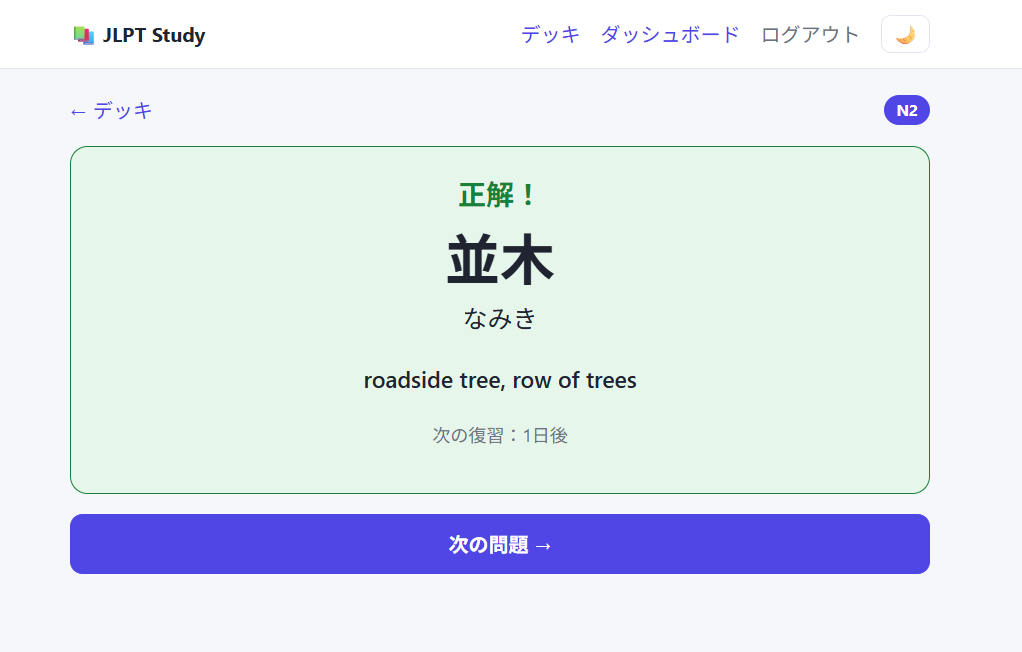 JLPT Study デッキ ダッシュボード ログアウト
← デッキ N2
正解！
並木
なみき
roadside tree, row of trees
次の復習：1日後
次の問題 →